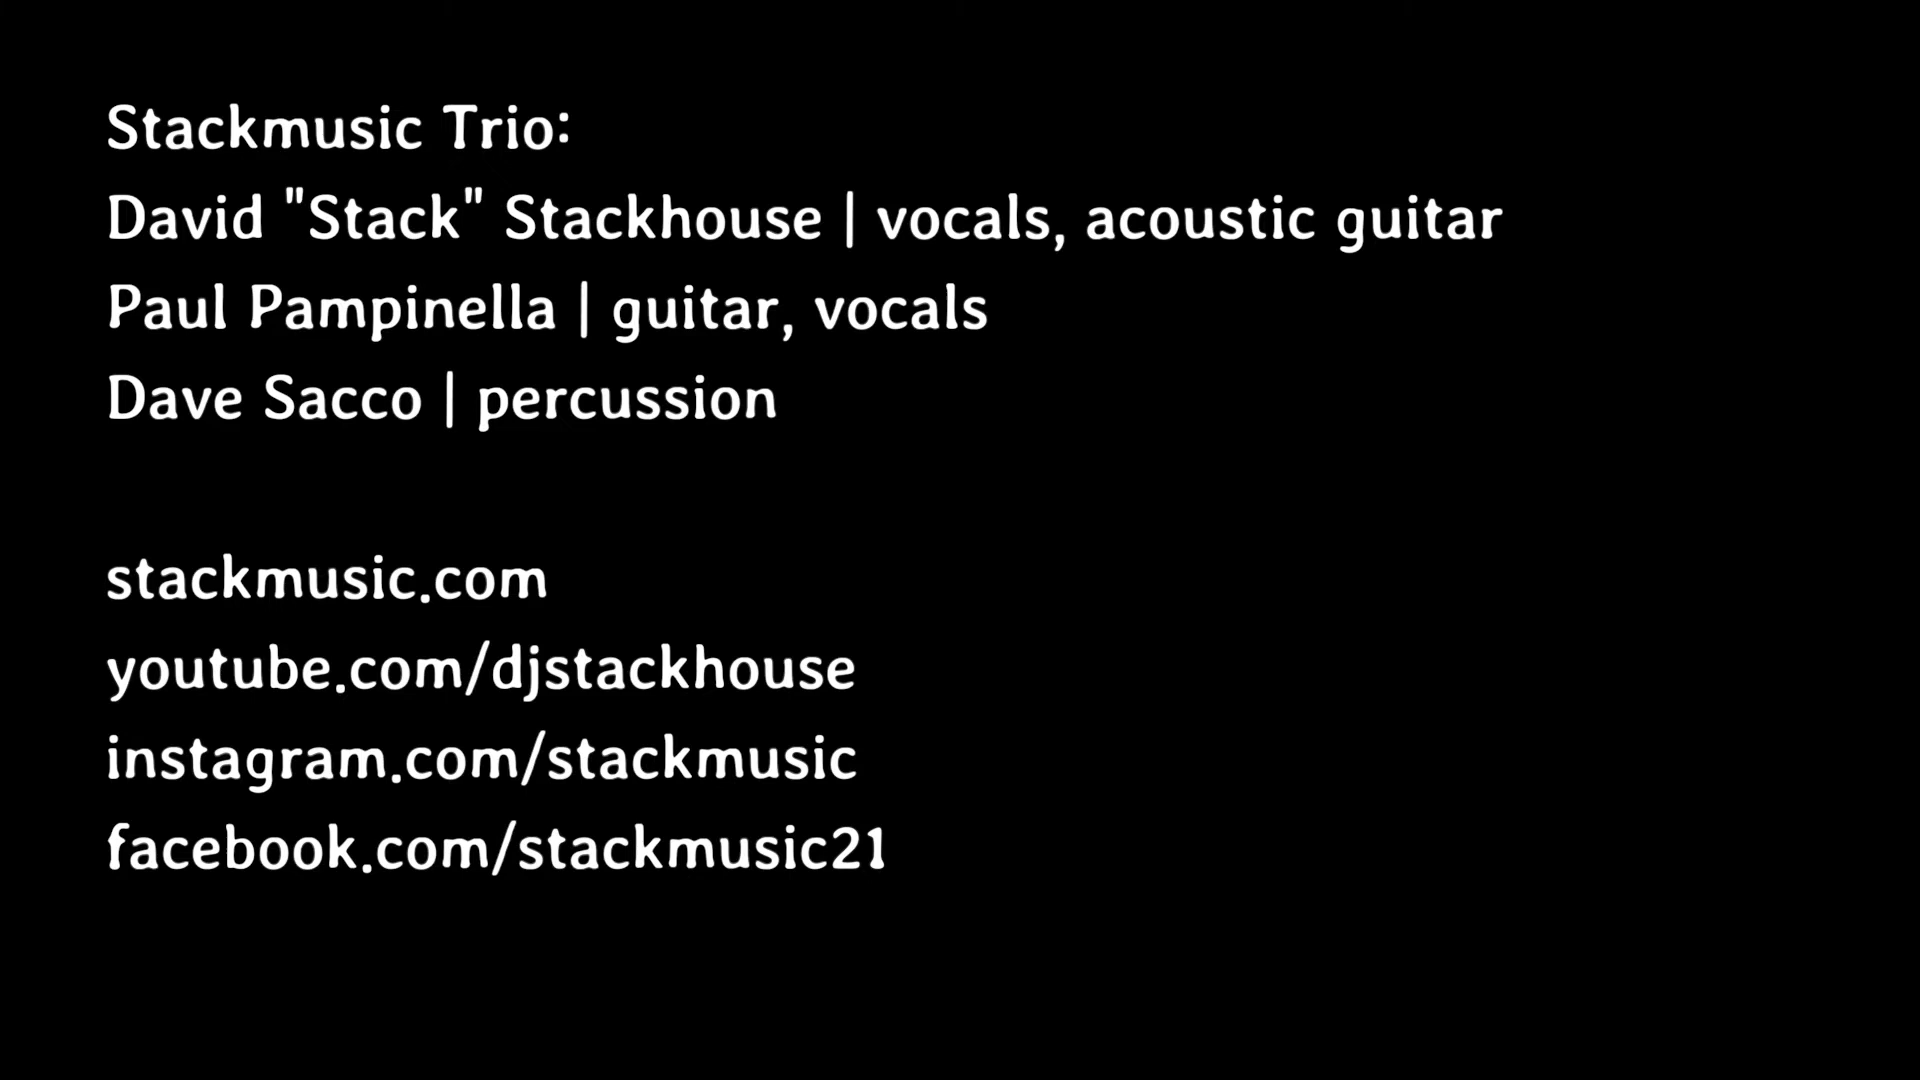 Stackmusic Trio:
David "Stack" Stackhouse | vocals, acoustic guitar
Paul Pampinella | guitar, vocals
Dave Sacco | percussion
stackmusic.com
youtube.com/djstackhouse
instagram.com/stackmusic
facebook.com/stackmusic21